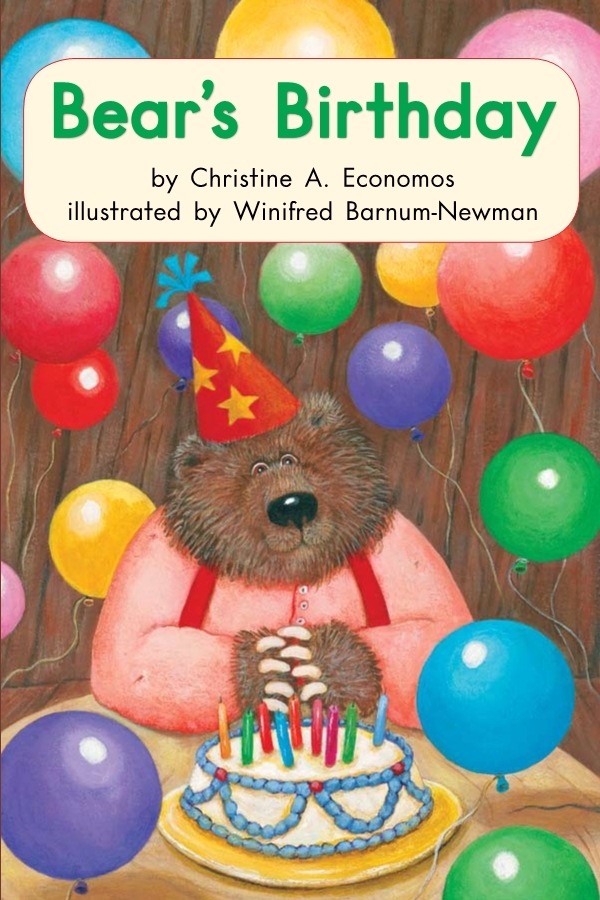 Bear's Birthday
by Christine A. Economos
illustrated by Winifred Barnum-Newman